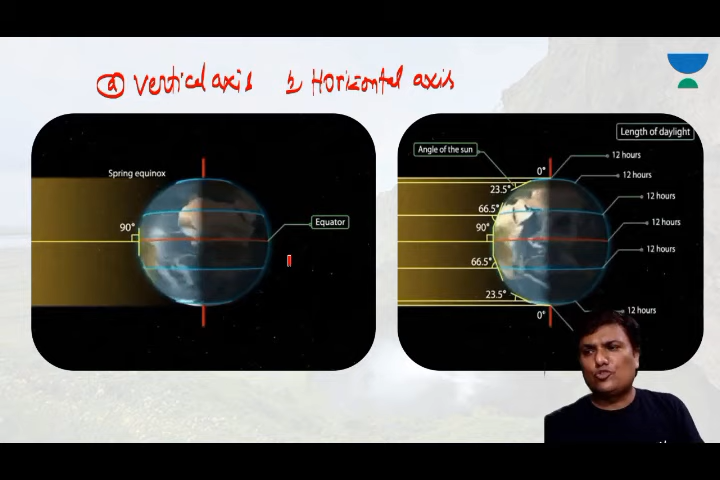 (a) Vertical axis 2 Horizontal axis
Spring equinox
90°
Equator
Length of daylight
Angle of the sun
0°
12 hours
23.5°
12 hours
66.5°
12 hours
90°
12 hours
66.5°
12 hours
23.5°
12 hours
0°